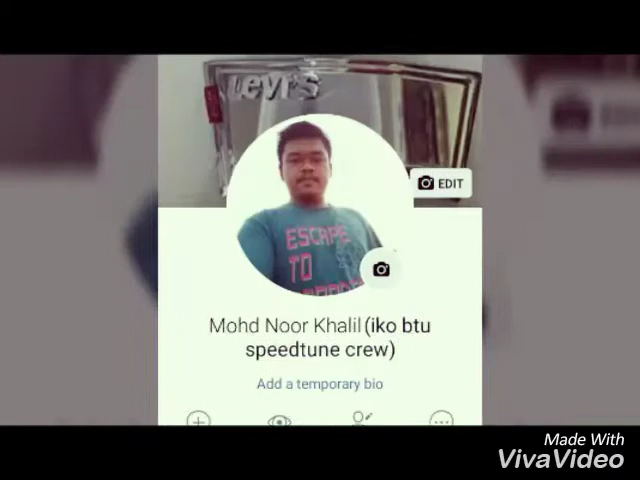 Levi's
EDIT
ESCAPE
TO
Mohd Noor Khalil (iko btu
speedtune crew)
Add a temporary bio
Made With
VivaVideo